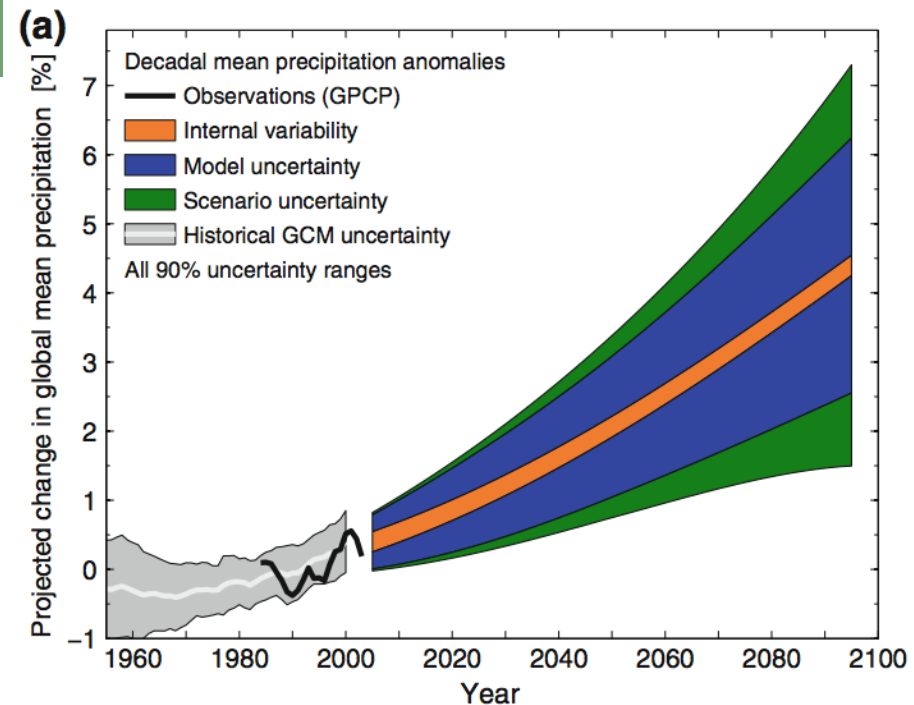 (a)
Decadal mean precipitation anomalies
Observations (GPCP)
Internal variability
Model uncertainty
Scenario uncertainty
Historical GCM uncertainty
All 90% uncertainty ranges
Projected change in global mean precipitation [%]
7
6
5
4
3
2
1
0
−1
1960 1980 2000 2020 2040 2060 2080 2100
Year